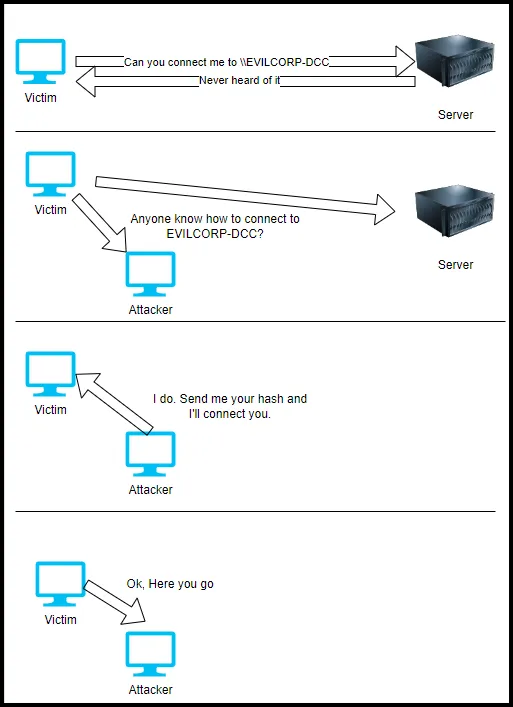 Can you connect me to \\EVILCORP-DCC
Never heard of it
Victim
Server
Victim
Anyone know how to connect to
EVILCORP-DCC?
Server
Attacker
I do. Send me your hash and
I'll connect you.
Victim
Attacker
Ok, Here you go
Victim
Attacker